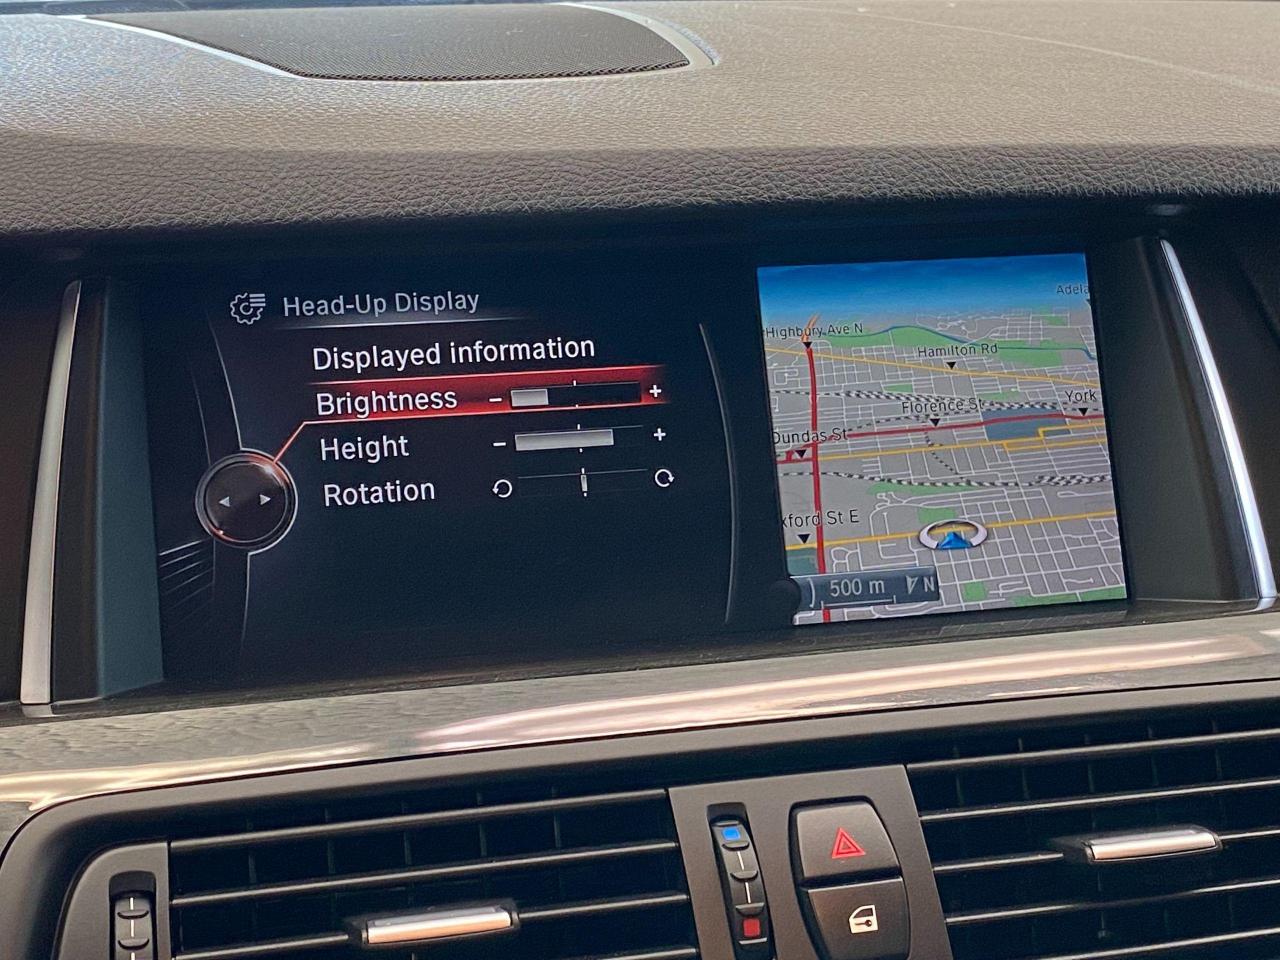 Head-Up Display
Displayed information
Brightness - +
Height - +
Rotation
Adela
Highbury Ave N
Hamilton Rd
York
Florence St
Dundas St
xford St E
500 m N